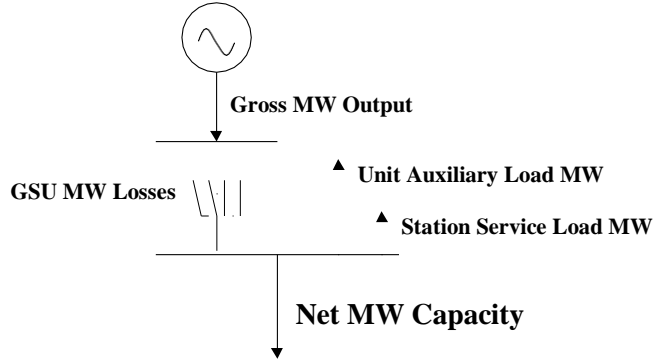 Gross MW Output
Unit Auxiliary Load MW
GSU MW Losses
Station Service Load MW
Net MW Capacity